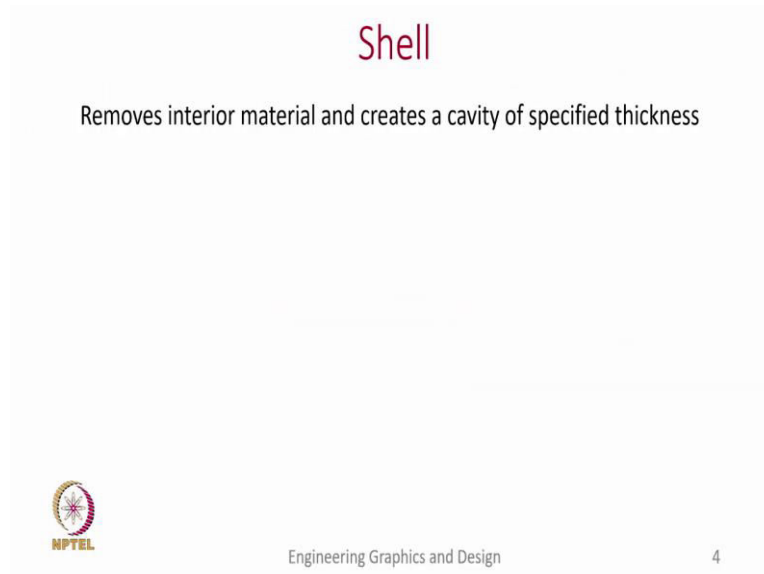 Shell
Removes interior material and creates a cavity of specified thickness
NPTEL
Engineering Graphics and Design
4